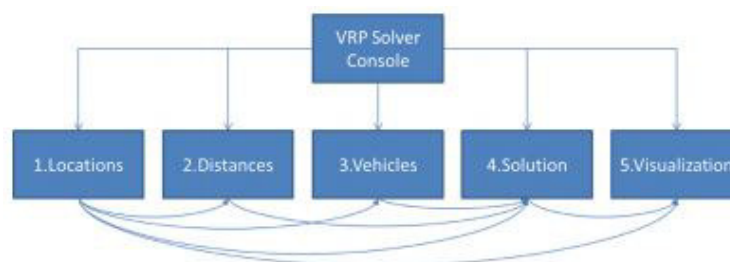 VRP Solver
Console
1.Locations
2.Distances
3.Vehicles
4.Solution
5.Visualization